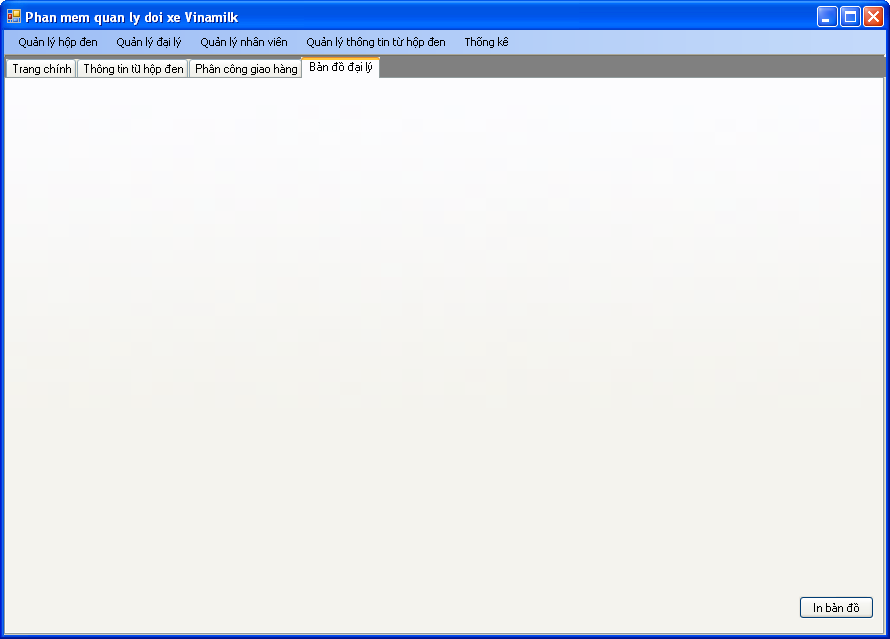 Phan mem quan ly doi xe Vinamilk
Quản lý hộp đen Quản lý đại lý Quản lý nhân viên Quản lý thông tin từ hộp đen Thống kê
Trang chính Thông tin từ hộp đen Phân công giao hàng Bản đồ đại lý
In bản đồ